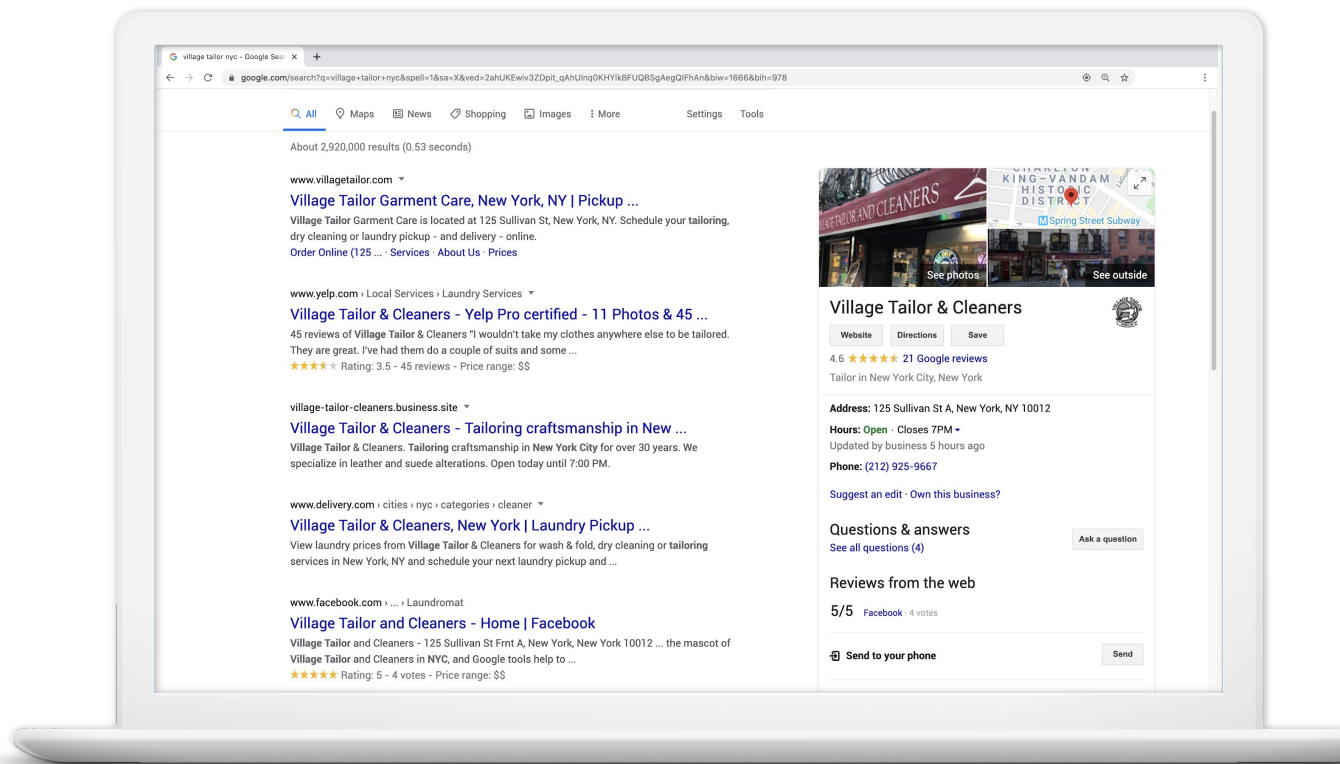 village tailor nyc - Google Sear
google.com/search?q=village+tailor+nyc&spell=1&sa=X&ved=2ahUKEwiv3ZDpit_qAhUInq0KHYikBFUQBSgAegQIFhAn&biw=1666&bih=978
All Maps News Shopping Images More Settings Tools
About 2,920,000 results (0.53 seconds)
www.villagetailor.com
Village Tailor Garment Care, New York, NY | Pickup ...
Village Tailor Garment Care is located at 125 Sullivan St, New York, NY. Schedule your tailoring,
dry cleaning or laundry pickup - and delivery - online.
Order Online (125 ... · Services · About Us · Prices
www.yelp.com › Local Services › Laundry Services
Village Tailor & Cleaners - Yelp Pro certified - 11 Photos & 45 ...
45 reviews of Village Tailor & Cleaners "I wouldn't take my clothes anywhere else to be tailored.
They are great. I've had them do a couple of suits and some ...
Rating: 3.5 - 45 reviews - Price range: $$
village-tailor-cleaners.business.site
Village Tailor & Cleaners - Tailoring craftsmanship in New ...
Village Tailor & Cleaners. Tailoring craftsmanship in New York City for over 30 years. We
specialize in leather and suede alterations. Open today until 7:00 PM.
www.delivery.com › cities › nyc › categories › cleaner
Village Tailor & Cleaners, New York | Laundry Pickup ...
View laundry prices from Village Tailor & Cleaners for wash & fold, dry cleaning or tailoring
services in New York, NY and schedule your next laundry pickup and ...
www.facebook.com › ... › Laundromat
Village Tailor and Cleaners - Home | Facebook
Village Tailor and Cleaners - 125 Sullivan St Frnt A, New York, New York 10012 ... the mascot of
Village Tailor and Cleaners in NYC, and Google tools help to ...
Rating: 5 - 4 votes - Price range: $$
TAILOR AND CLEANERS
See photos
CHARLTON
KING-VANDAM
HISTORIC
DISTRICT
M Spring Street Subway
See outside
Village Tailor & Cleaners
Website Directions Save
4.6 21 Google reviews
Tailor in New York City, New York
Address: 125 Sullivan St A, New York, NY 10012
Hours: Open · Closes 7PM
Updated by business 5 hours ago
Phone: (212) 925-9667
Suggest an edit · Own this business?
Questions & answers
See all questions (4)
Ask a question
Reviews from the web
5/5 Facebook · 4 votes
Send to your phone
Send